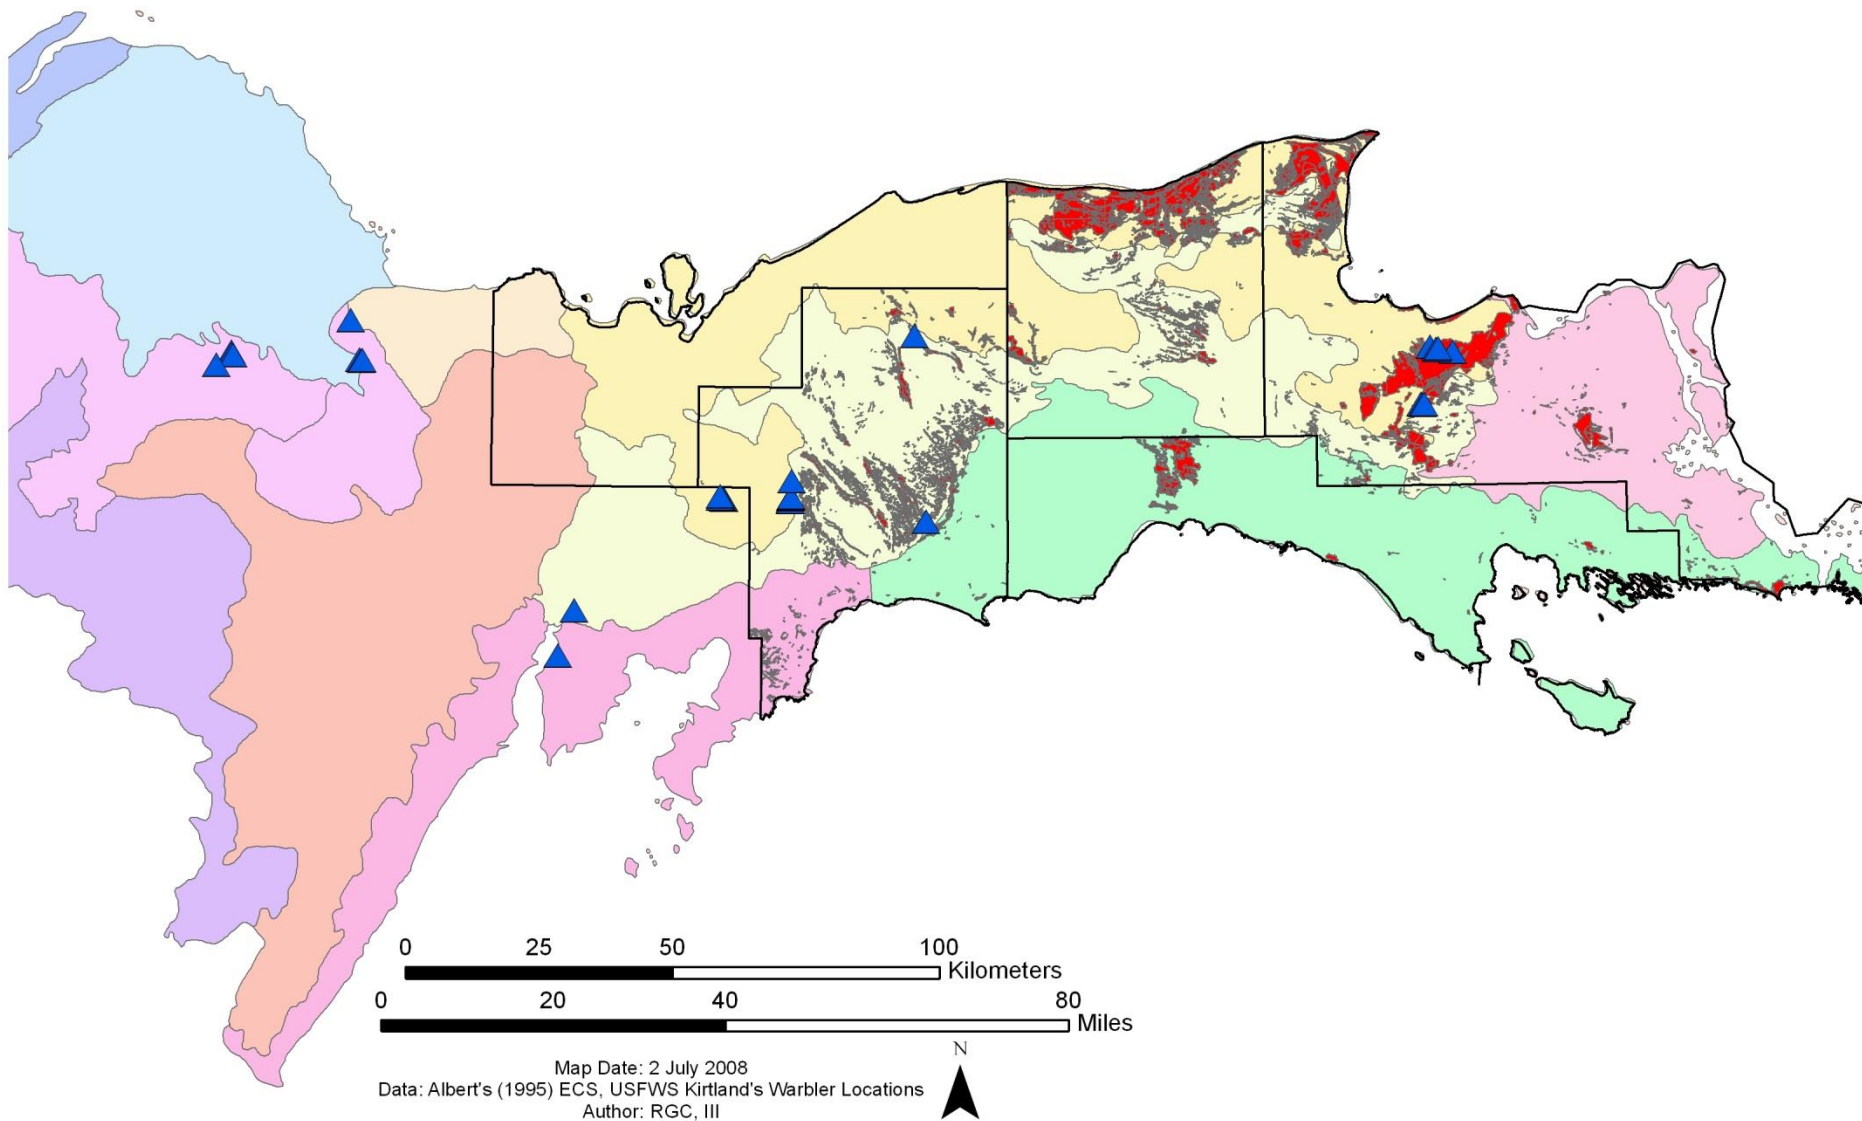 0 25 50 100
Kilometers
0 20 40 80
Miles
N
Map Date: 2 July 2008
Data: Albert's (1995) ECS, USFWS Kirtland's Warbler Locations
Author: RGC, III